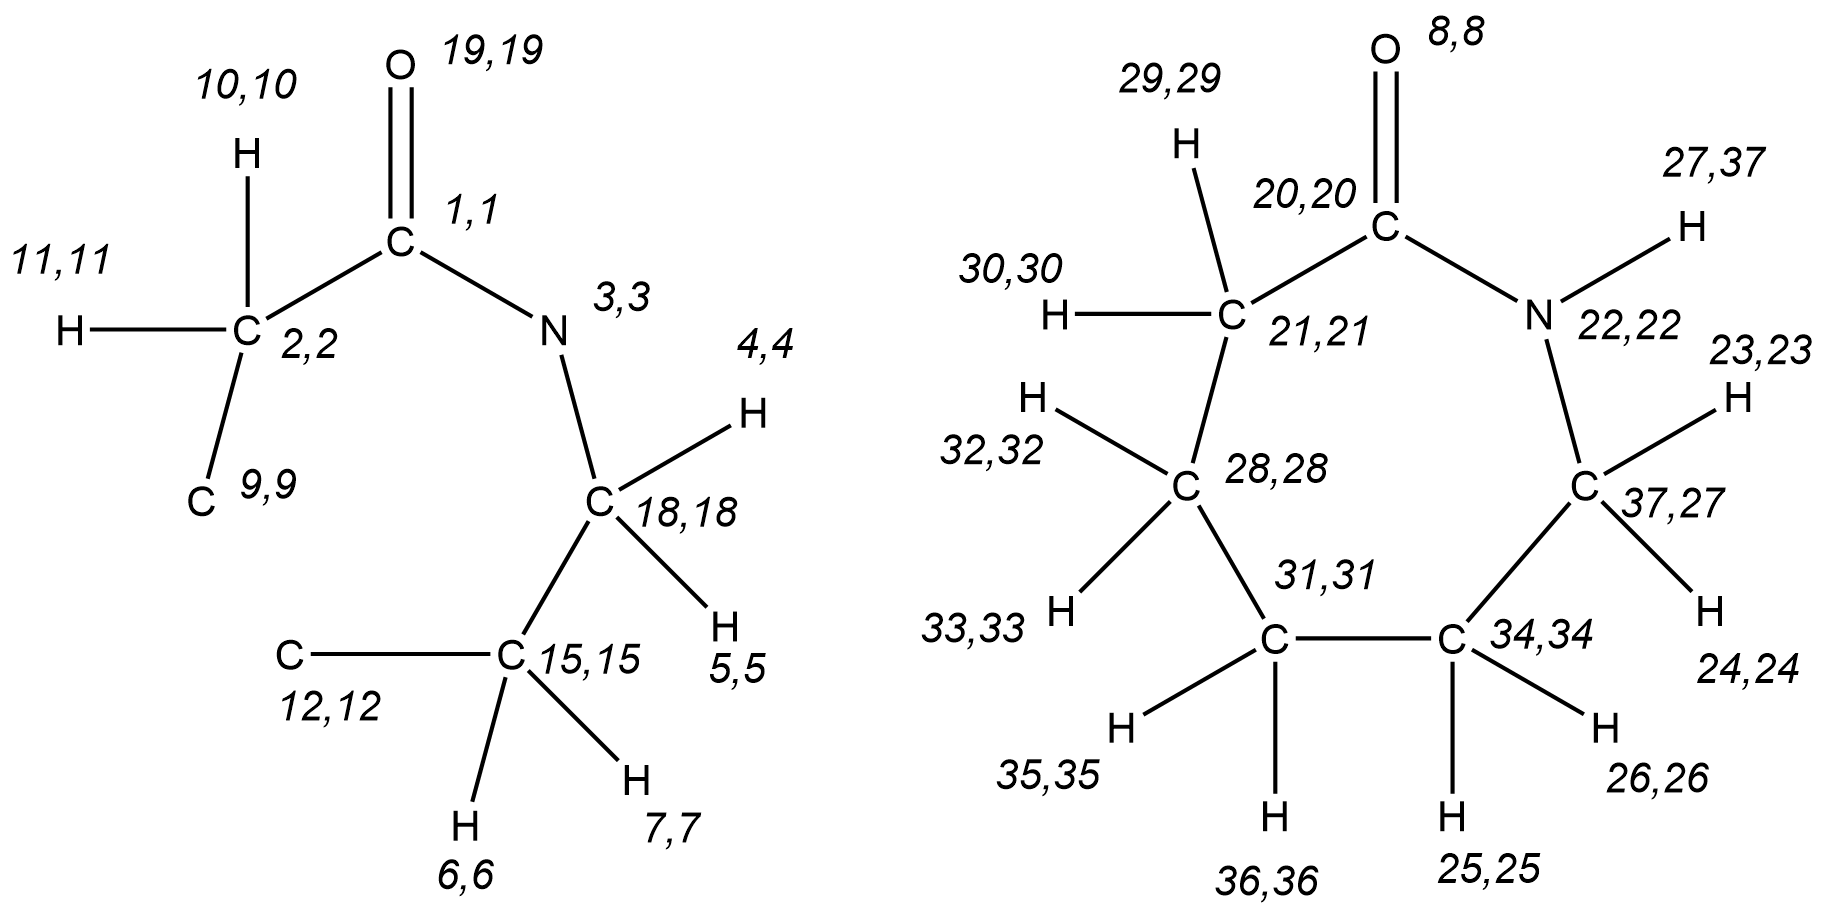 O 19,19
10,10
H
1,1
C
11,11
H
C 2,2
N 3,3
4,4
H
C 9,9
C 18,18
H
5,5
C
12,12
C 15,15
H
6,6
H
7,7
O 8,8
29,29
H
20,20
C
27,37
H
30,30
H
C 21,21
N 22,22
23,23
H
H
32,32
C 28,28
C 37,27
H
33,33
31,31
C
C 34,34
H
24,24
H
35,35
H
36,36
H
25,25
H
26,26